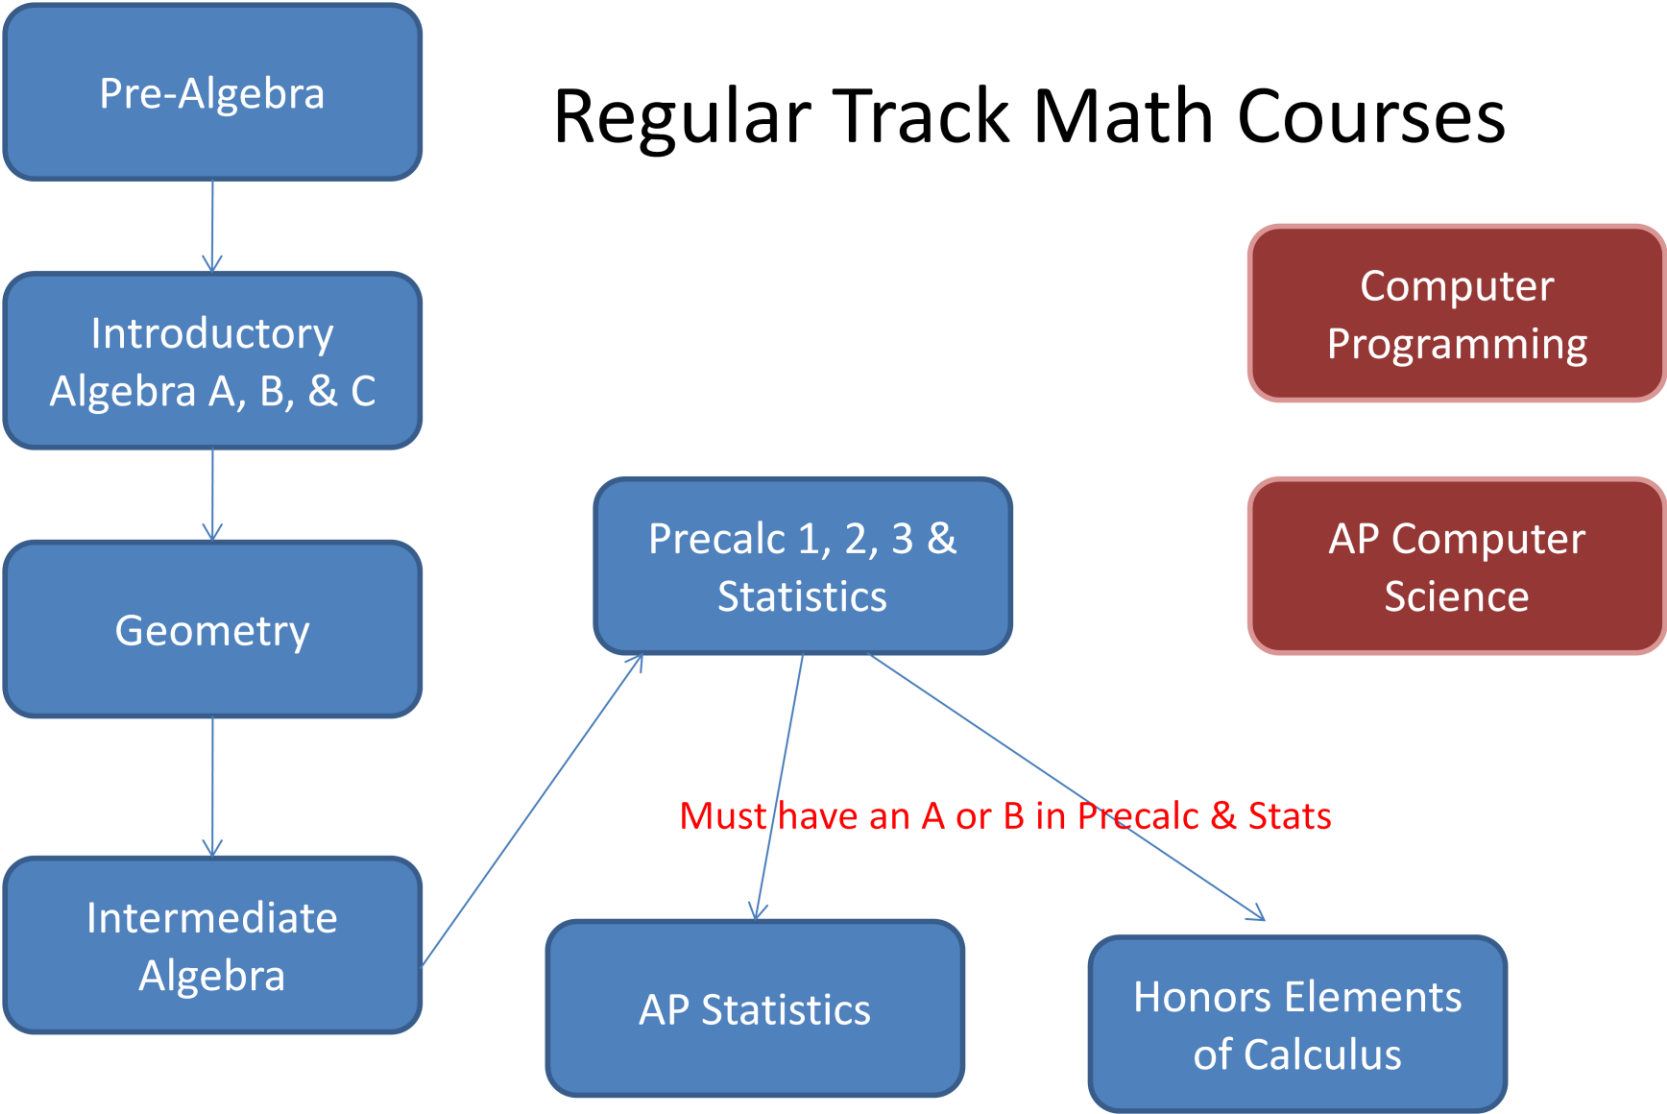 Pre-Algebra
Regular Track Math Courses
Introductory
Algebra A, B, & C
Computer
Programming
Geometry
Precalc 1, 2, 3 &
Statistics
AP Computer
Science
Must have an A or B in Precalc & Stats
Intermediate
Algebra
AP Statistics
Honors Elements
of Calculus